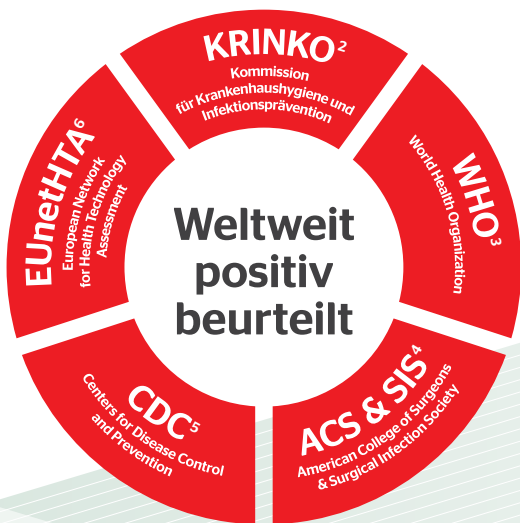 KRINKO²
Kommission
für Krankenhaushygiene und
Infektionsprävention
WHO³
World Health Organization
ACS & SIS⁴
American College of Surgeons
& Surgical Infection Society
CDC⁵
Centers for Disease Control
and Prevention
EUnetHTA⁶
European Network
for Health Technology
Assessment
Weltweit
positiv
beurteilt